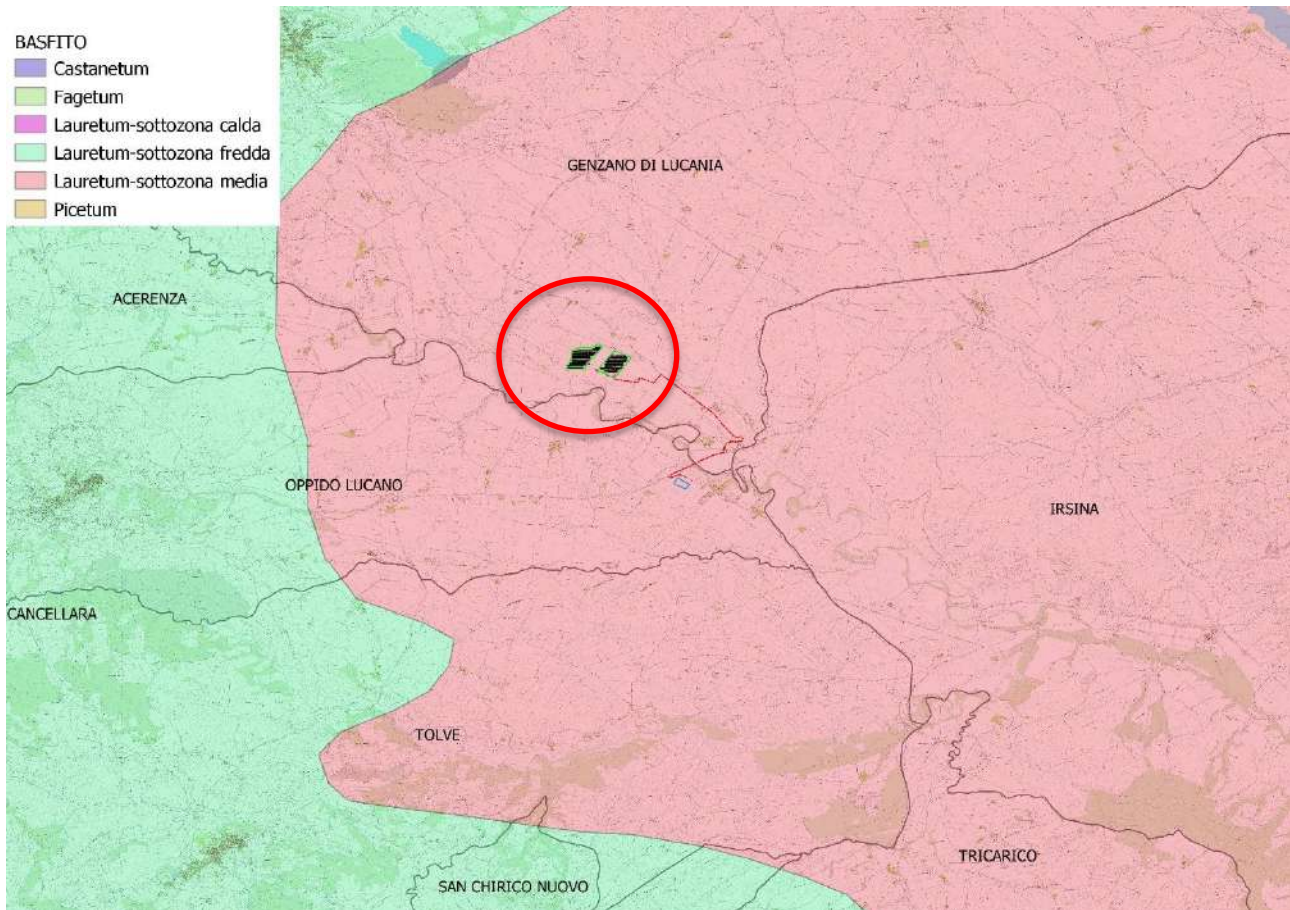 BASFITO
Castanetum
Fagetum
Lauretum-sottozona calda
Lauretum-sottozona fredda
Lauretum-sottozona media
Picetum
GENZANO DI LUCANIA
ACERENZA
OPPIDO LUCANO
IRSINA
CANCELLARA
TOLVE
TRICARICO
SAN CHIRICO NUOVO